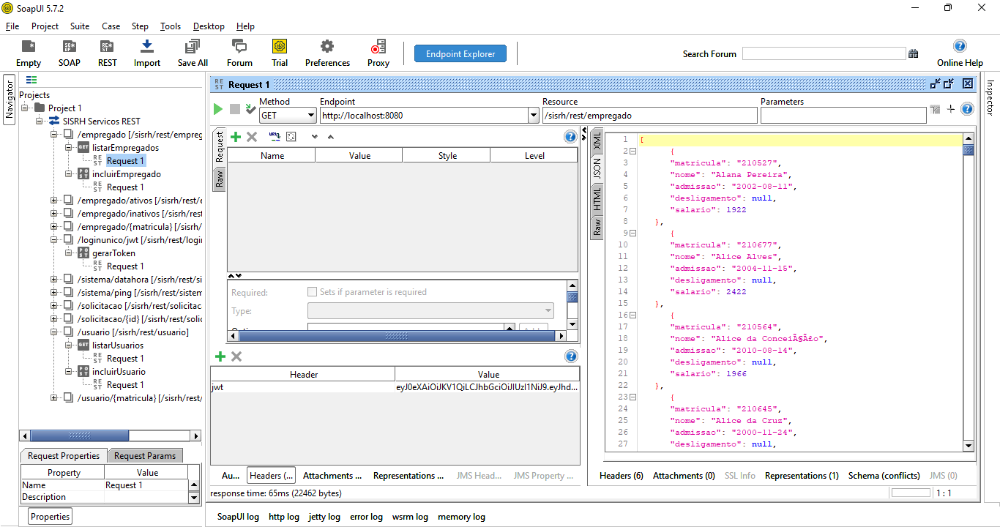 SoapUI 5.7.2
File Project Suite Case Step Tools Desktop Help
Empty SOAP REST Import Save All Forum Trial Preferences Proxy Endpoint Explorer Search Forum Online Help
Navigator
Projects
Project 1
SISRH Servicos REST
/empregado [/sisrh/rest/empreg
listarEmpregados
Request 1
incluirEmpregado
Request 1
/empregado/ativos [/sisrh/rest/e
/empregado/inativos [/sisrh/rest
/empregado/{matricula} [/sisrh/
/loginunico/jwt [/sisrh/rest/logi
gerarToken
Request 1
/sistema/datahora [/sisrh/rest/si
/sistema/ping [/sisrh/rest/sistem
/solicitacao [/sisrh/rest/solicitac
/solicitacao/{id} [/sisrh/rest/solic
/usuario [/sisrh/rest/usuario]
listarUsuarios
Request 1
incluirUsuario
Request 1
/usuario/{matricula} [/sisrh/rest/
Request Properties Request Params
Property Value
Name Request 1
Description
Properties
REST Request 1
Method Endpoint Resource Parameters
GET http://localhost:8080 /sisrh/rest/empregado
Request
Raw
Name Value Style Level
Required: Sets if parameter is required
Type:
Header Value
jwt eyJ0eXAiOiJKV1QiLCJhbGciOiJIUzI1NiJ9.eyJhd...
Au... Headers (... Attachments ... Representations ... JMS Head... JMS Property ...
response time: 65ms (22462 bytes)
XML
JSON
HTML
Raw
1 [
2 {
3 "matricula": "210527",
4 "nome": "Alana Pereira",
5 "admissao": "2002-08-11",
6 "desligamento": null,
7 "salario": 1922
8 },
9 {
10 "matricula": "210677",
11 "nome": "Alice Alves",
12 "admissao": "2004-11-15",
13 "desligamento": null,
14 "salario": 2422
15 },
16 {
17 "matricula": "210564",
18 "nome": "Alice da ConceiÃ§Ã£o",
19 "admissao": "2010-08-14",
20 "desligamento": null,
21 "salario": 1966
22 },
23 {
24 "matricula": "210645",
25 "nome": "Alice da Cruz",
26 "admissao": "2000-11-24",
27 "desligamento": null,
Headers (6) Attachments (0) SSL Info Representations (1) Schema (conflicts) JMS (0)
1 : 1
Inspector
SoapUI log http log jetty log error log wsrm log memory log